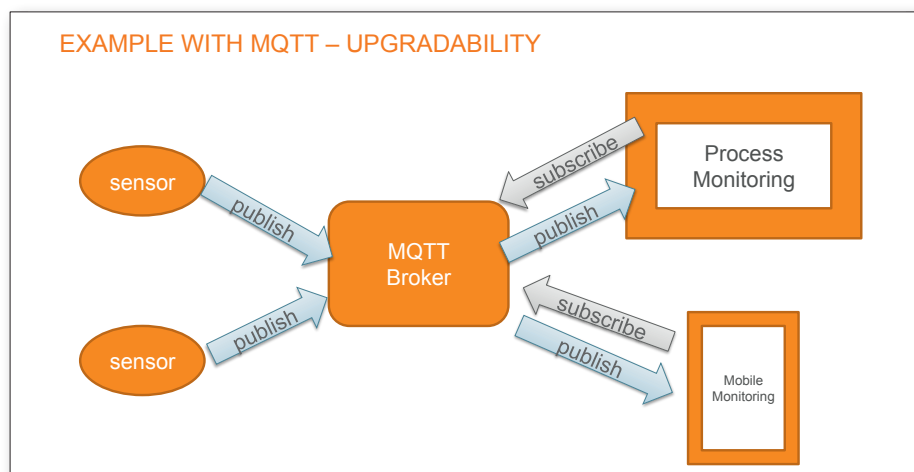 EXAMPLE WITH MQTT – UPGRADABILITY
sensor
publish
sensor
publish
MQTT
Broker
subscribe
publish
Process
Monitoring
subscribe
publish
Mobile
Monitoring